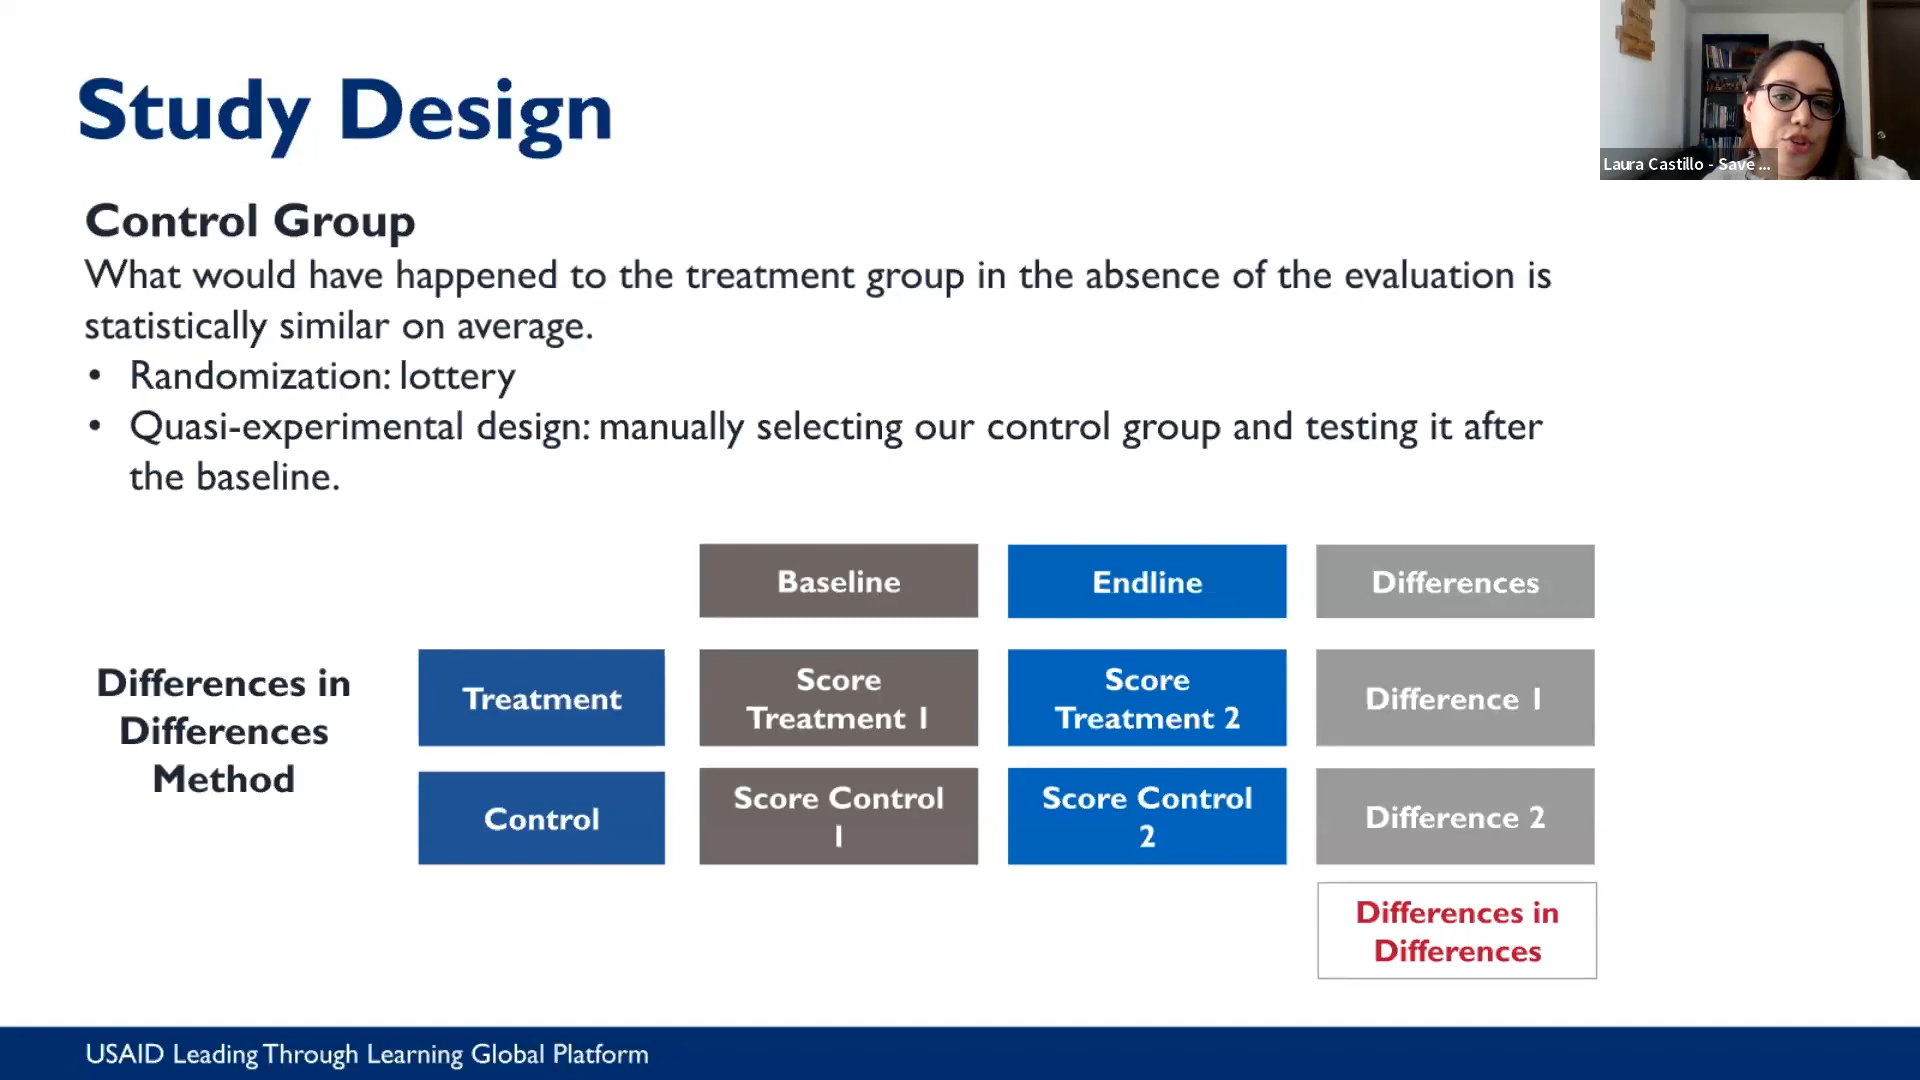 Study Design
Laura Castillo - Save ...
Control Group
What would have happened to the treatment group in the absence of the evaluation is
statistically similar on average.
• Randomization: lottery
• Quasi-experimental design: manually selecting our control group and testing it after
the baseline.
Baseline
Endline
Differences
Differences in
Differences
Method
Treatment
Score
Treatment 1
Score
Treatment 2
Difference 1
Control
Score Control
1
Score Control
2
Difference 2
Differences in
Differences
USAID Leading Through Learning Global Platform